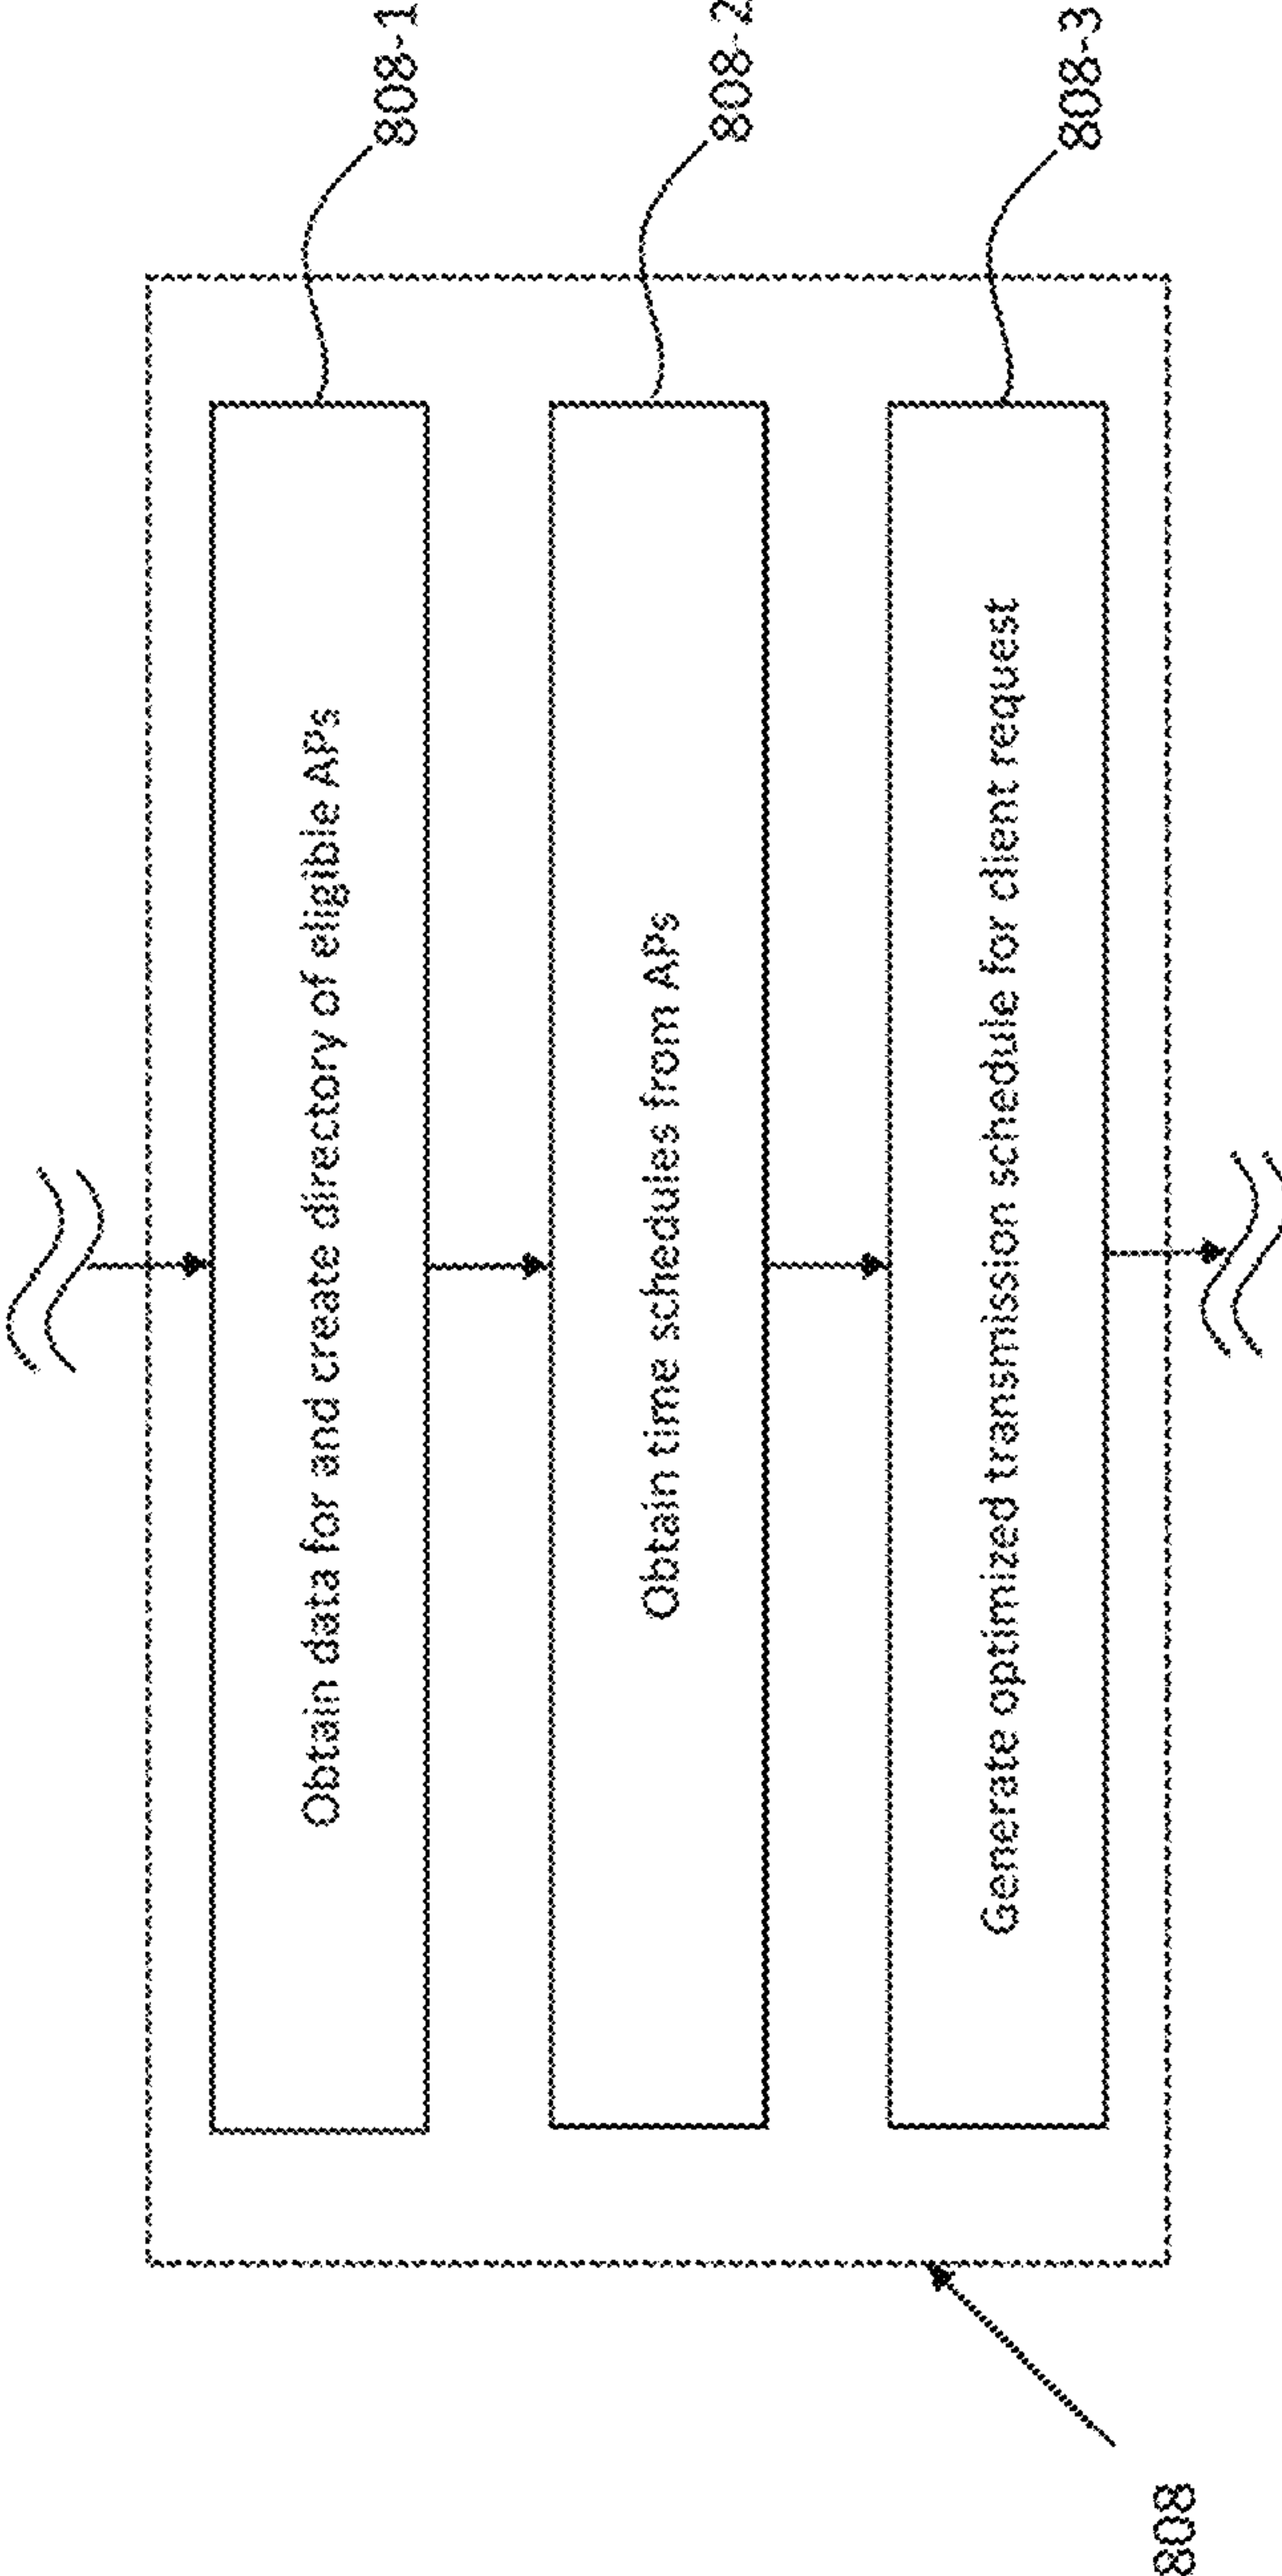 808-1
Obtain data for and create directory of eligible APs
808-2
Obtain time schedules from APs
808-3
Generate optimized transmission schedule for client request
808